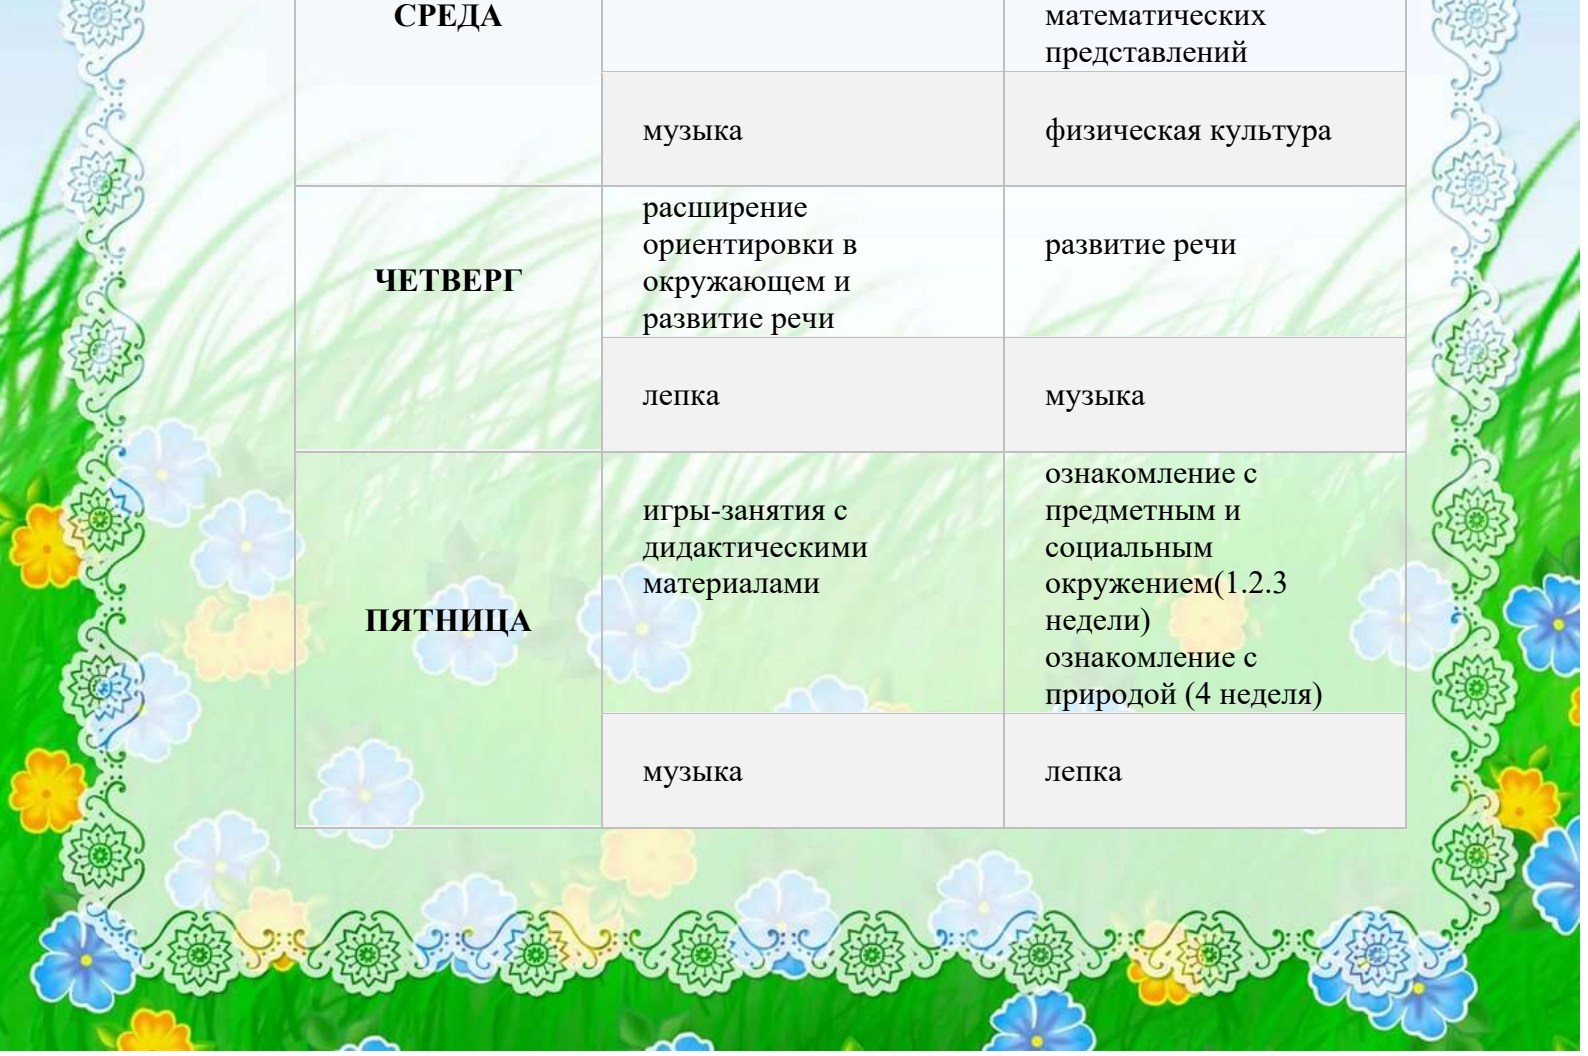 СРЕДА
математических
представлений
музыка
физическая культура
ЧЕТВЕРГ
расширение
ориентировки в
окружающем и
развитие речи
развитие речи
лепка
музыка
ПЯТНИЦА
игры-занятия с
дидактическими
материалами
ознакомление с
предметным и
социальным
окружением(1.2.3
недели)
ознакомление с
природой (4 неделя)
музыка
лепка